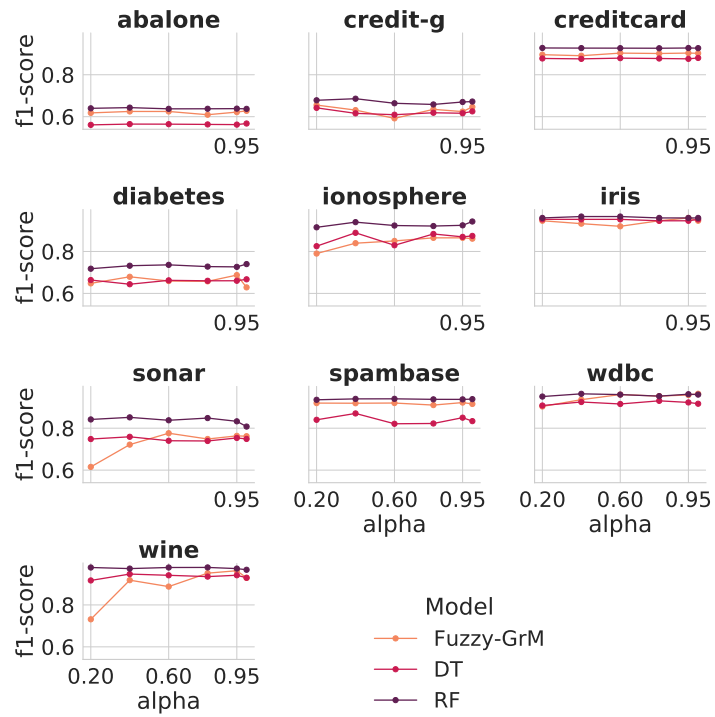 abalone credit-g creditcard
f1-score
0.8
0.6
0.95 0.95 0.95
diabetes ionosphere iris
f1-score
0.8
0.6
0.95 0.95 0.95
sonar spambase wdbc
f1-score
0.8
0.6
0.95 0.20 0.60 0.95 0.20 0.60 0.95
alpha alpha
wine
f1-score
0.8
0.6
0.20 0.60 0.95
alpha
Model
Fuzzy-GrM
DT
RF